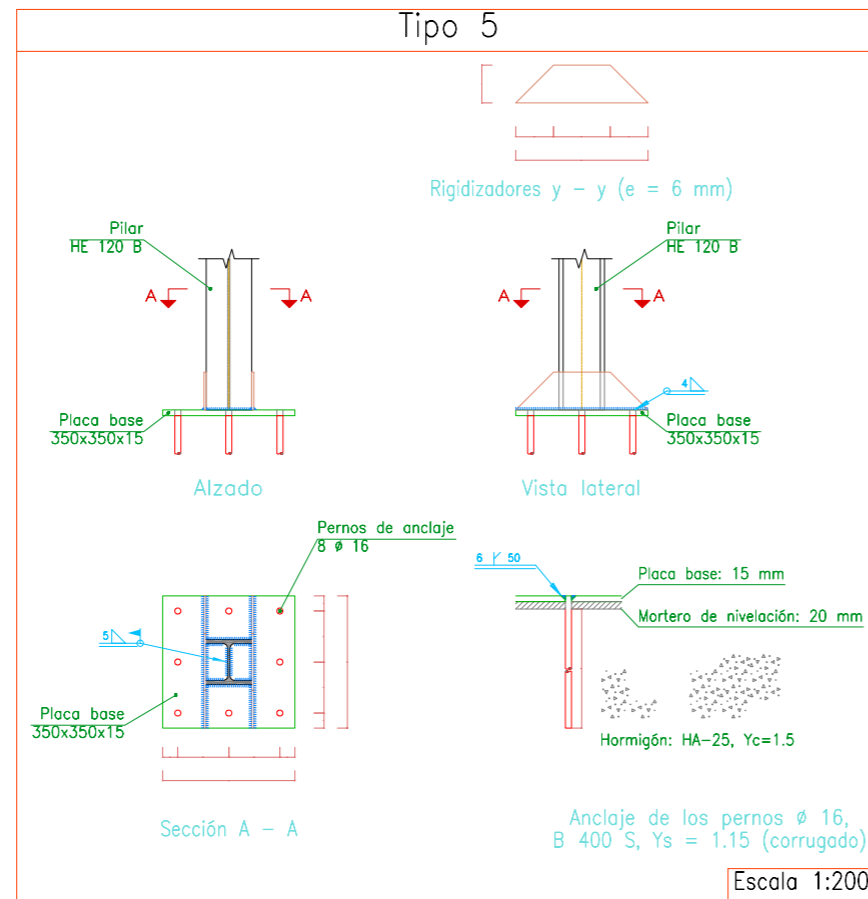 Tipo 5
Rigidizadores y - y (e = 6 mm)
Pilar
HE 120 B
A
A
Placa base
350x350x15
Alzado
Pilar
HE 120 B
A
A
4
Placa base
350x350x15
Vista lateral
Pernos de anclaje
8 ø 16
5
Placa base
350x350x15
Sección A - A
6
50
Placa base: 15 mm
Mortero de nivelación: 20 mm
Hormigón: HA-25, Yc=1.5
Anclaje de los pernos ø 16,
B 400 S, Ys = 1.15 (corrugado)
Escala 1:200